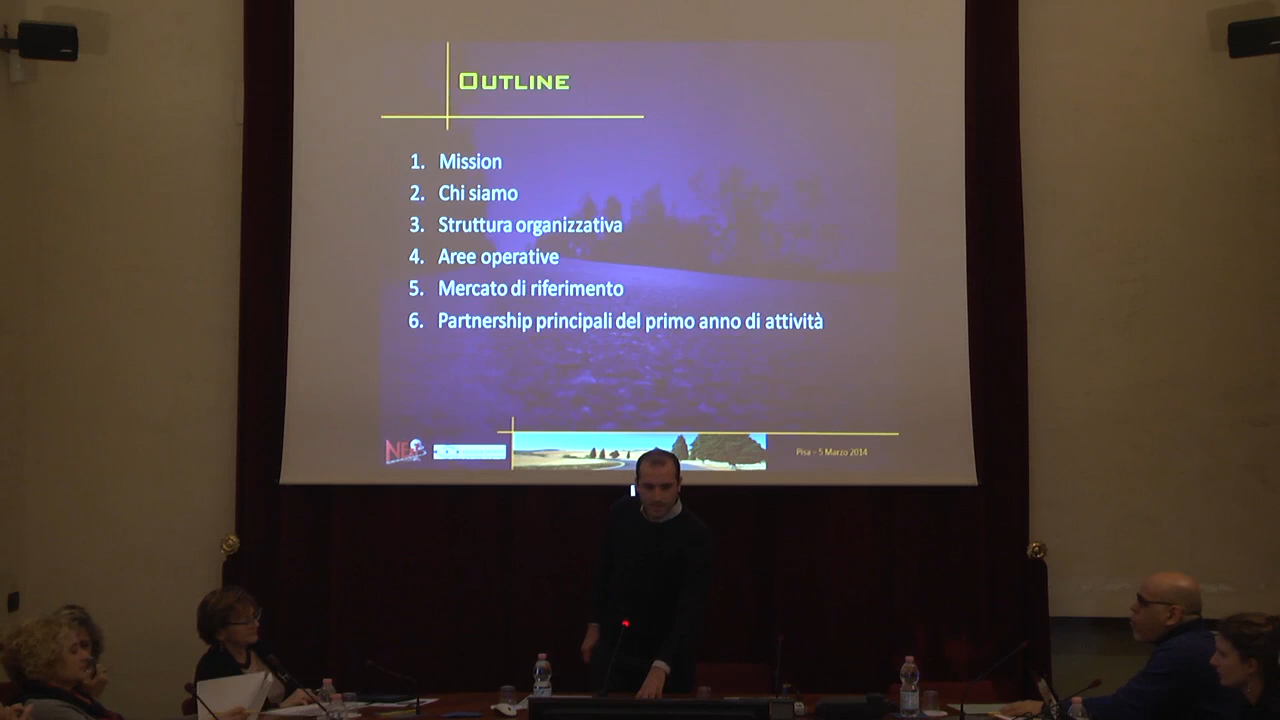 OUTLINE
1. Mission
2. Chi siamo
3. Struttura organizzativa
4. Aree operative
5. Mercato di riferimento
6. Partnership principali del primo anno di attività
Pisa – 5 Marzo 2014